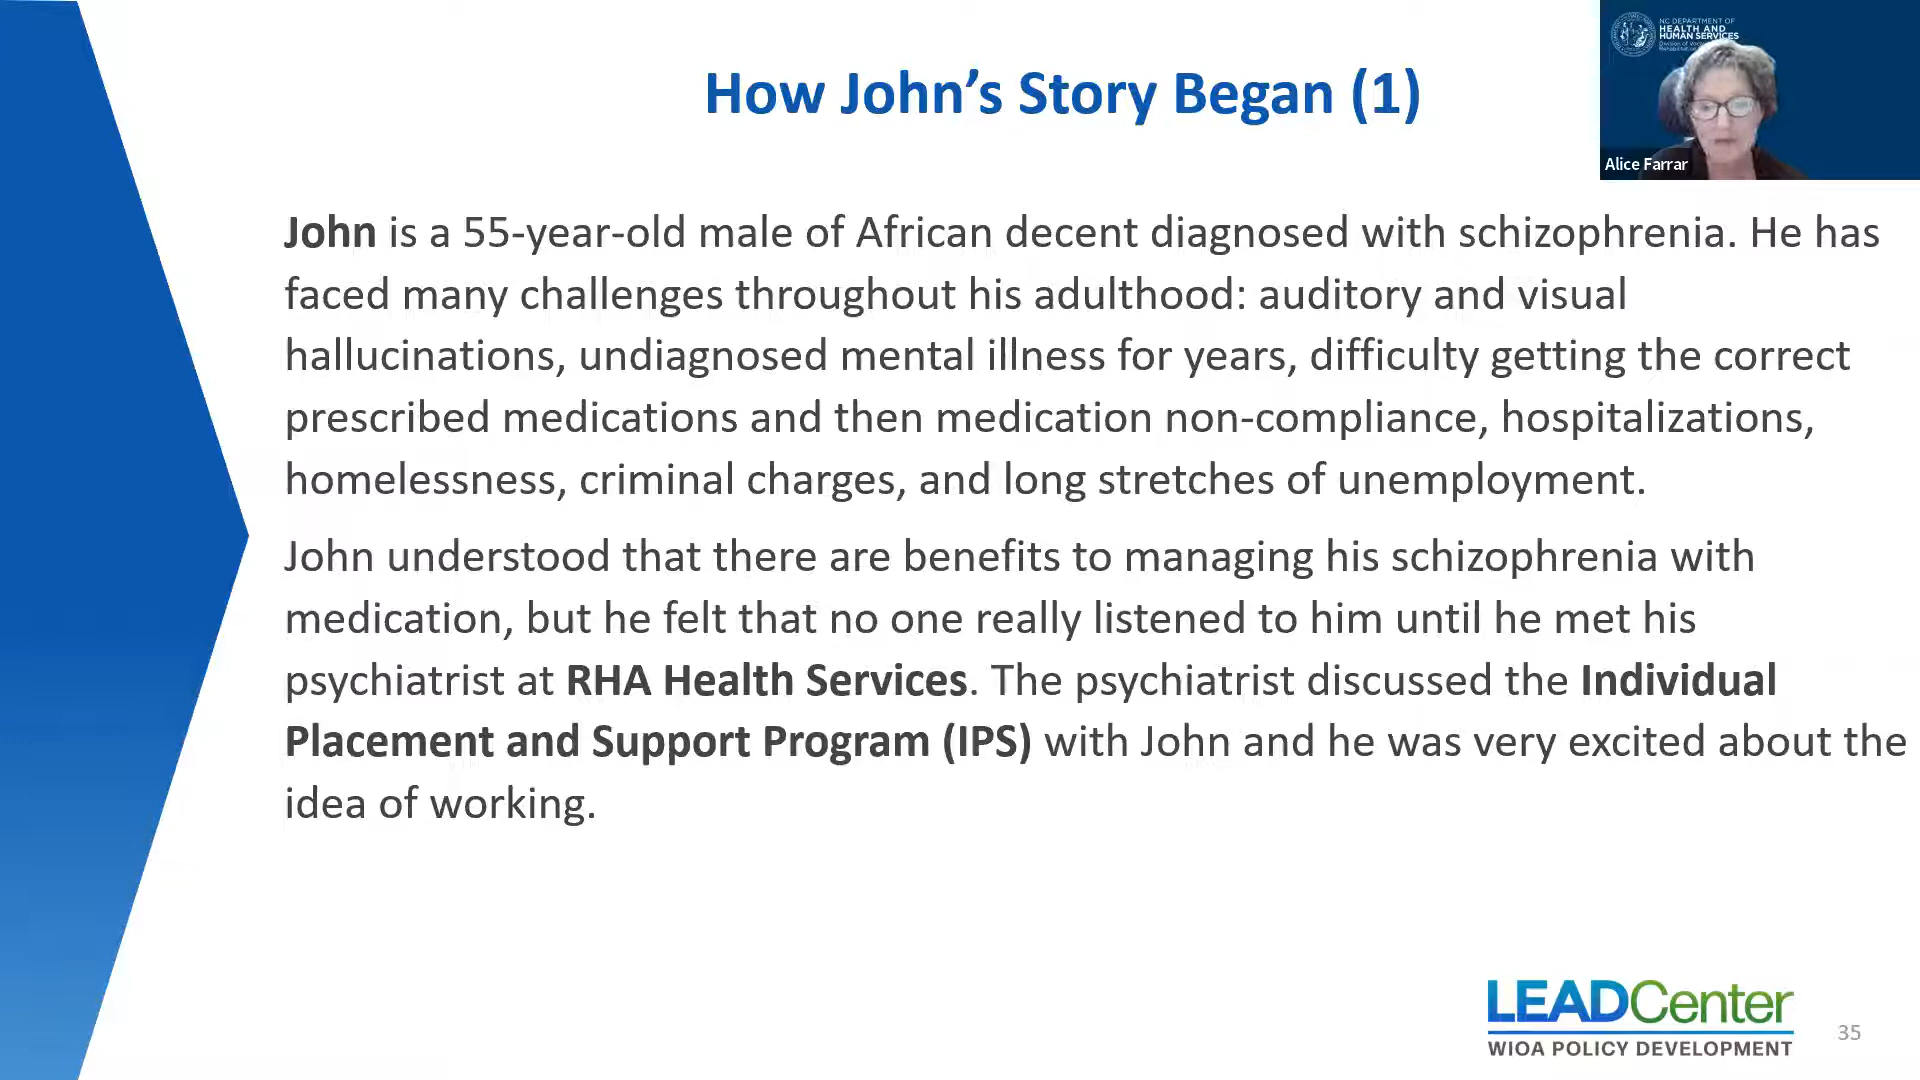 How John’s Story Began (1)
NC DEPARTMENT OF
HEALTH AND
HUMAN SERVICES
Division of
Alice Farrar
John is a 55-year-old male of African decent diagnosed with schizophrenia. He has
faced many challenges throughout his adulthood: auditory and visual
hallucinations, undiagnosed mental illness for years, difficulty getting the correct
prescribed medications and then medication non-compliance, hospitalizations,
homelessness, criminal charges, and long stretches of unemployment.
John understood that there are benefits to managing his schizophrenia with
medication, but he felt that no one really listened to him until he met his
psychiatrist at RHA Health Services. The psychiatrist discussed the Individual
Placement and Support Program (IPS) with John and he was very excited about the
idea of working.
LEADCenter
WIOA POLICY DEVELOPMENT
35